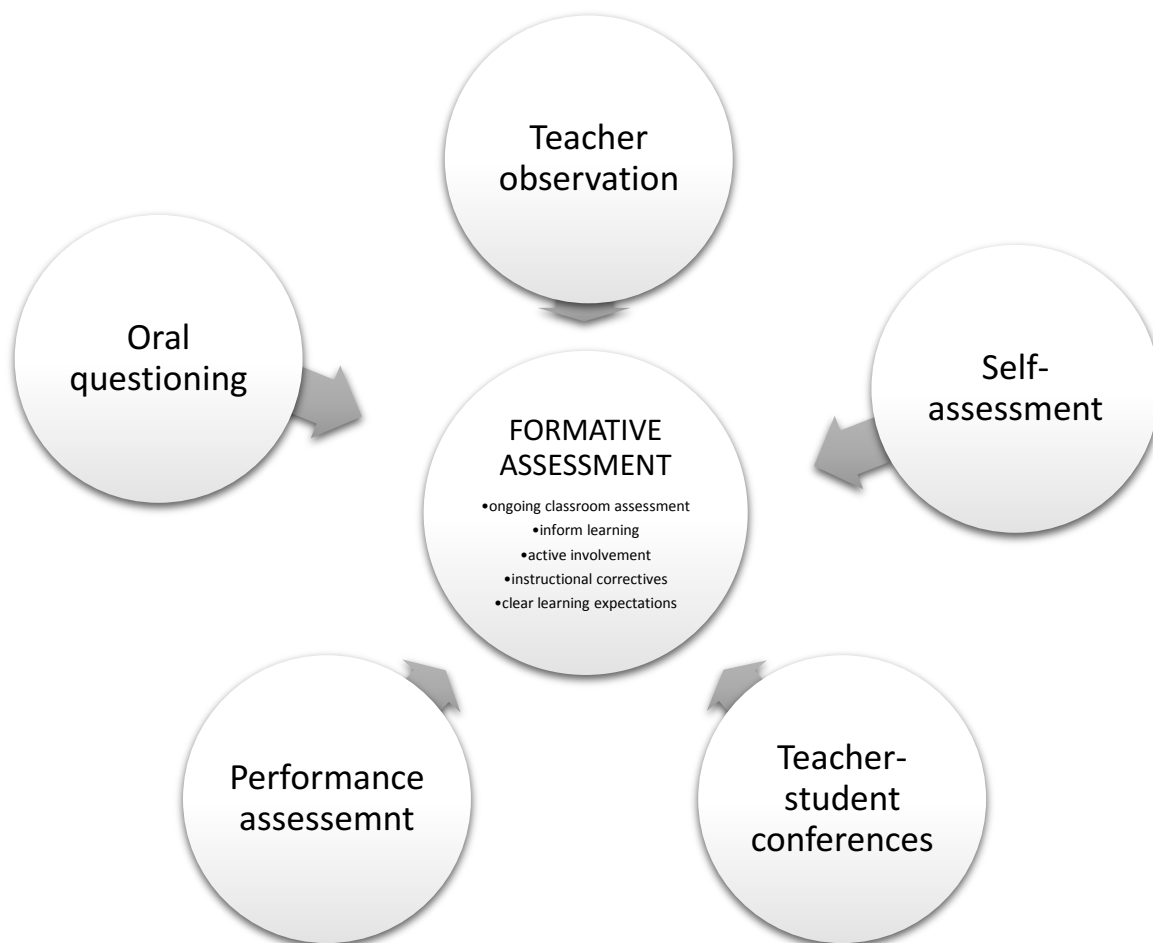 Teacher
observation
Oral
questioning
Self-
assessment
FORMATIVE
ASSESSMENT
•ongoing classroom assessment
•inform learning
•active involvement
•instructional correctives
•clear learning expectations
Performance
assessemnt
Teacher-
student
conferences